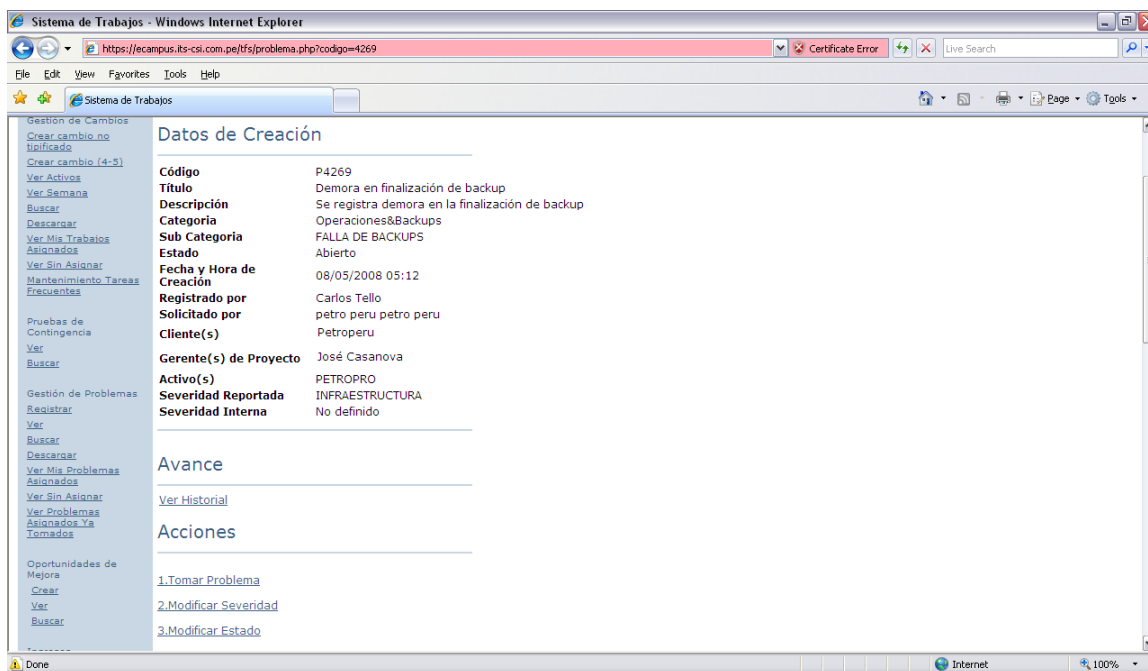 Sistema de Trabajos - Windows Internet Explorer
https://ecampus.its-csi.com.pe/tfs/problema.php?codigo=4269
Certificate Error
Live Search
File Edit View Favorites Tools Help
Sistema de Trabajos
Page Tools
Gestión de Cambios
Crear cambio no
tipificado
Crear cambio (4-5)
Ver Activos
Ver Semana
Buscar
Descargar
Ver Mis Trabajos
Asignados
Ver Sin Asignar
Mantenimiento Tareas
Frecuentes
Pruebas de
Contingencia
Ver
Buscar
Gestión de Problemas
Registrar
Ver
Buscar
Descargar
Ver Mis Problemas
Asignados
Ver Sin Asignar
Ver Problemas
Asignados Ya
Tomados
Oportunidades de
Mejora
Crear
Ver
Buscar
Datos de Creación
Código P4269
Título Demora en finalización de backup
Descripción Se registra demora en la finalización de backup
Categoria Operaciones&Backups
Sub Categoria FALLA DE BACKUPS
Estado Abierto
Fecha y Hora de
Creación 08/05/2008 05:12
Registrado por Carlos Tello
Solicitado por petro peru petro peru
Cliente(s) Petroperu
Gerente(s) de Proyecto José Casanova
Activo(s) PETROPRO
Severidad Reportada INFRAESTRUCTURA
Severidad Interna No definido
Avance
Ver Historial
Acciones
1.Tomar Problema
2.Modificar Severidad
3.Modificar Estado
Done
Internet
100%